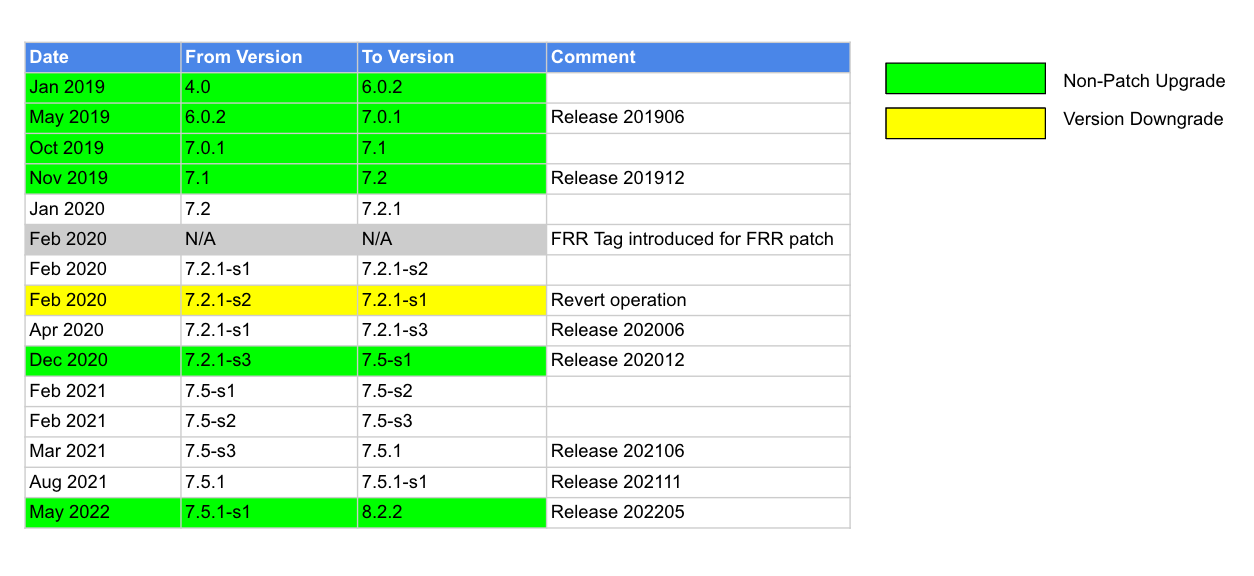 Date From Version To Version Comment
Jan 2019 4.0 6.0.2
May 2019 6.0.2 7.0.1 Release 201906
Oct 2019 7.0.1 7.1
Nov 2019 7.1 7.2 Release 201912
Jan 2020 7.2 7.2.1
Feb 2020 N/A N/A FRR Tag introduced for FRR patch
Feb 2020 7.2.1-s1 7.2.1-s2
Feb 2020 7.2.1-s2 7.2.1-s1 Revert operation
Apr 2020 7.2.1-s1 7.2.1-s3 Release 202006
Dec 2020 7.2.1-s3 7.5-s1 Release 202012
Feb 2021 7.5-s1 7.5-s2
Feb 2021 7.5-s2 7.5-s3
Mar 2021 7.5-s3 7.5.1 Release 202106
Aug 2021 7.5.1 7.5.1-s1 Release 202111
May 2022 7.5.1-s1 8.2.2 Release 202205
Non-Patch Upgrade
Version Downgrade